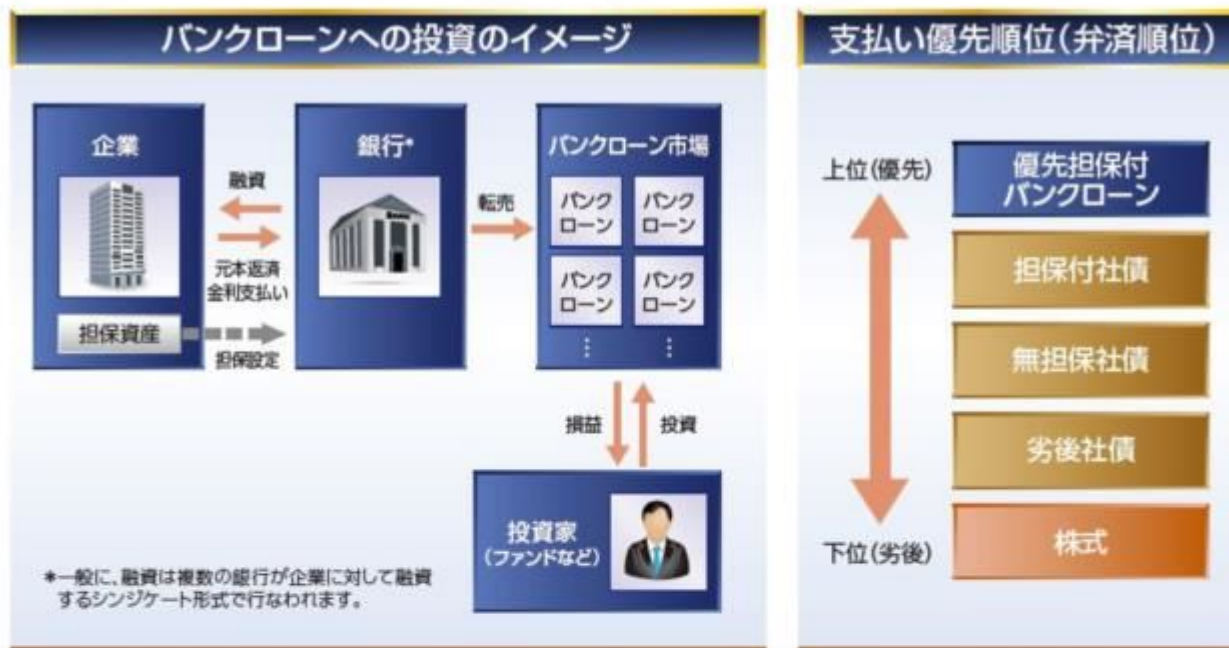 バンクローンへの投資のイメージ
企業
融資
元本返済
金利支払い
担保資産
担保設定
銀行*
転売
バンクローン市場
バンク
ローン
バンク
ローン
バンク
ローン
バンク
ローン
⋮ ⋮
損益
投資
投資家
(ファンドなど)
*一般に、融資は複数の銀行が企業に対して融資
するシンジケート形式で行なわれます。
支払い優先順位(弁済順位)
上位(優先)
下位(劣後)
優先担保付
バンクローン
担保付社債
無担保社債
劣後社債
株式